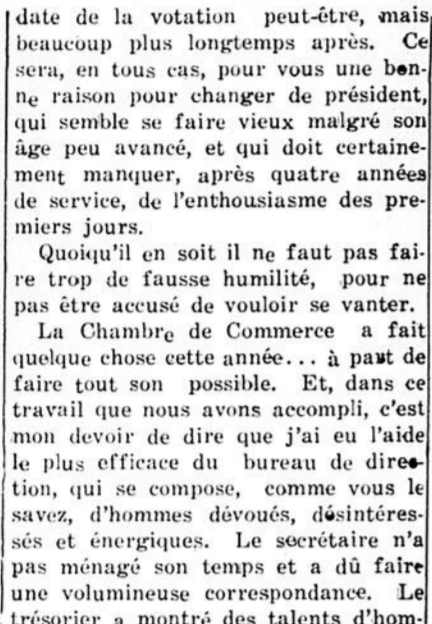 date de la votation peut-être, mais
beaucoup plus longtemps après. Ce
sera, en tous cas, pour vous une bon-
ne raison pour changer de président,
qui semble se faire vieux malgré son
âge peu avancé, et qui doit certaine-
ment manquer, après quatre années
de service, de l'enthousiasme des pre-
miers jours.
Quoiqu'il en soit il ne faut pas fai-
re trop de fausse humilité, pour ne
pas être accusé de vouloir se vanter.
La Chambre de Commerce a fait
quelque chose cette année... à part de
faire tout son possible. Et, dans ce
travail que nous avons accompli, c'est
mon devoir de dire que j'ai eu l'aide
le plus efficace du bureau de direc-
tion, qui se compose, comme vous le
savez, d'hommes dévoués, désintéres-
sés et énergiques. Le secrétaire n'a
pas ménagé son temps et a dû faire
une volumineuse correspondance. Le
trésorier a montré des talents d'hom-